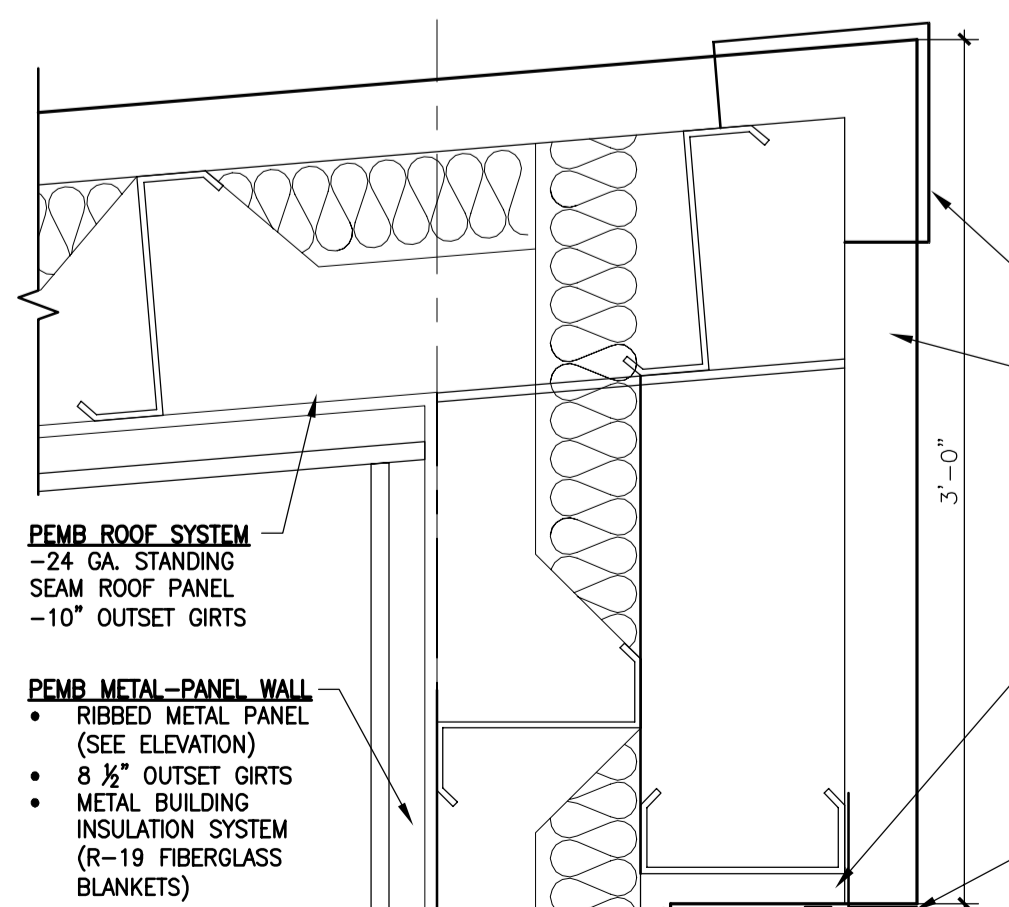 3'-0"
PEMB ROOF SYSTEM
-24 GA. STANDING
SEAM ROOF PANEL
-10" OUTSET GIRTS
PEMB METAL-PANEL WALL
• RIBBED METAL PANEL
(SEE ELEVATION)
• 8 ½" OUTSET GIRTS
• METAL BUILDING
INSULATION SYSTEM
(R-19 FIBERGLASS
BLANKETS)